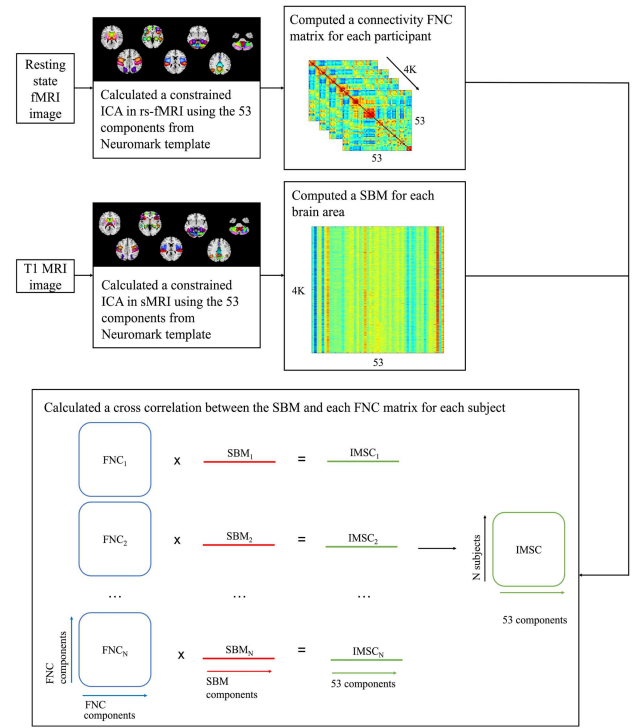 Resting
state
fMRI
image
Calculated a constrained
ICA in rs-fMRI using the 53
components from
Neuromark template
Computed a connectivity FNC
matrix for each participant
4K
53
53
T1 MRI
image
Calculated a constrained
ICA in sMRI using the 53
components from
Neuromark template
Computed a SBM for each
brain area
4K
53
Calculated a cross correlation between the SBM and each FNC matrix for each subject
FNC1 x SBM1 = IMSC1
FNC2 x SBM2 = IMSC2
N subjects
IMSC
53 components
... ... ...
FNC
components
FNCN x SBMN = IMSCN
FNC
components
SBM
components
53 components